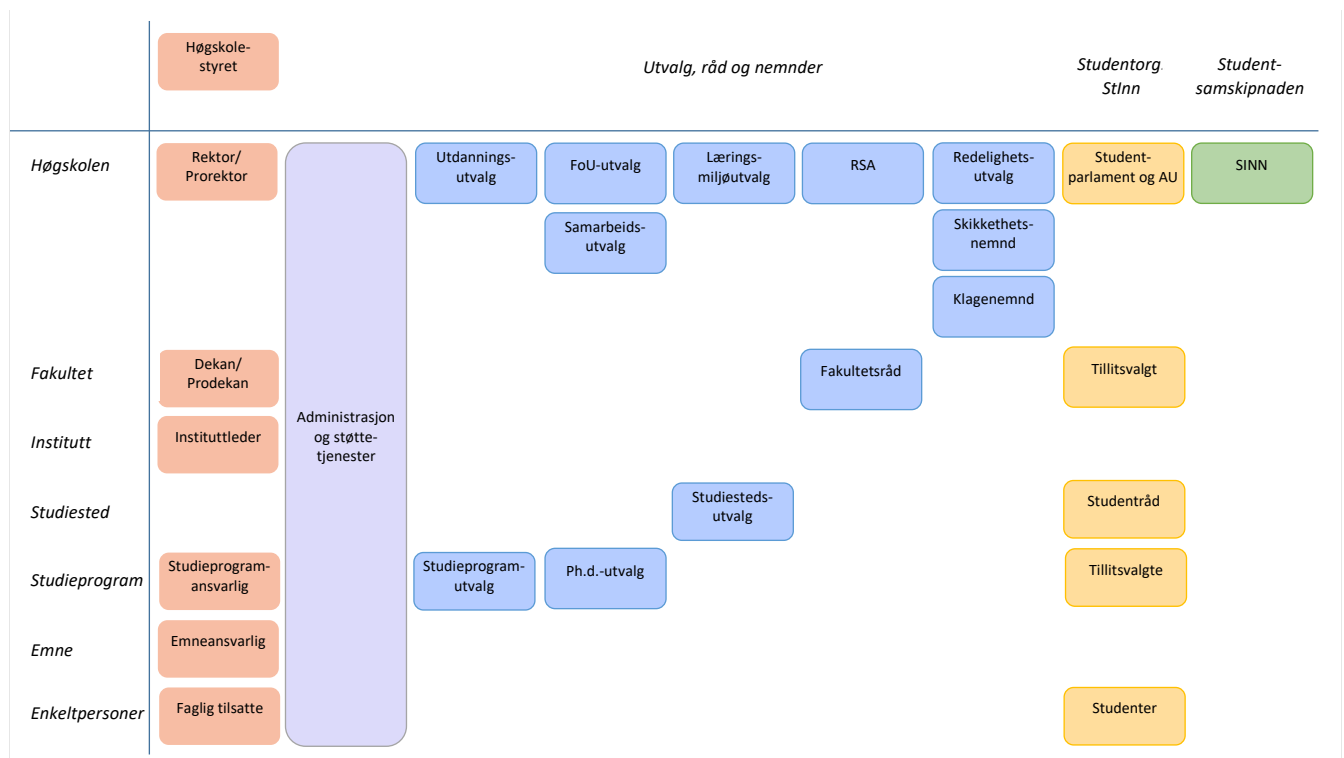 Høgskole-
styret
Utvalg, råd og nemnder
Studentorg.
StInn
Student-
samskipnaden
Høgskolen
Rektor/
Prorektor
Utdannings-
utvalg
FoU-utvalg
Lærings-
miljøutvalg
RSA
Redelighets-
utvalg
Student-
parlament og AU
SINN
Samarbeids-
utvalg
Skikkethets-
nemnd
Klagenemnd
Fakultet
Dekan/
Prodekan
Fakultetsråd
Tillitsvalgt
Administrasjon
og støtte-
tjenester
Institutt
Instituttleder
Studiested
Studiesteds-
utvalg
Studentråd
Studieprogram
Studieprogram-
ansvarlig
Studieprogram-
utvalg
Ph.d.-utvalg
Tillitsvalgte
Emne
Emneansvarlig
Enkeltpersoner
Faglig tilsatte
Studenter